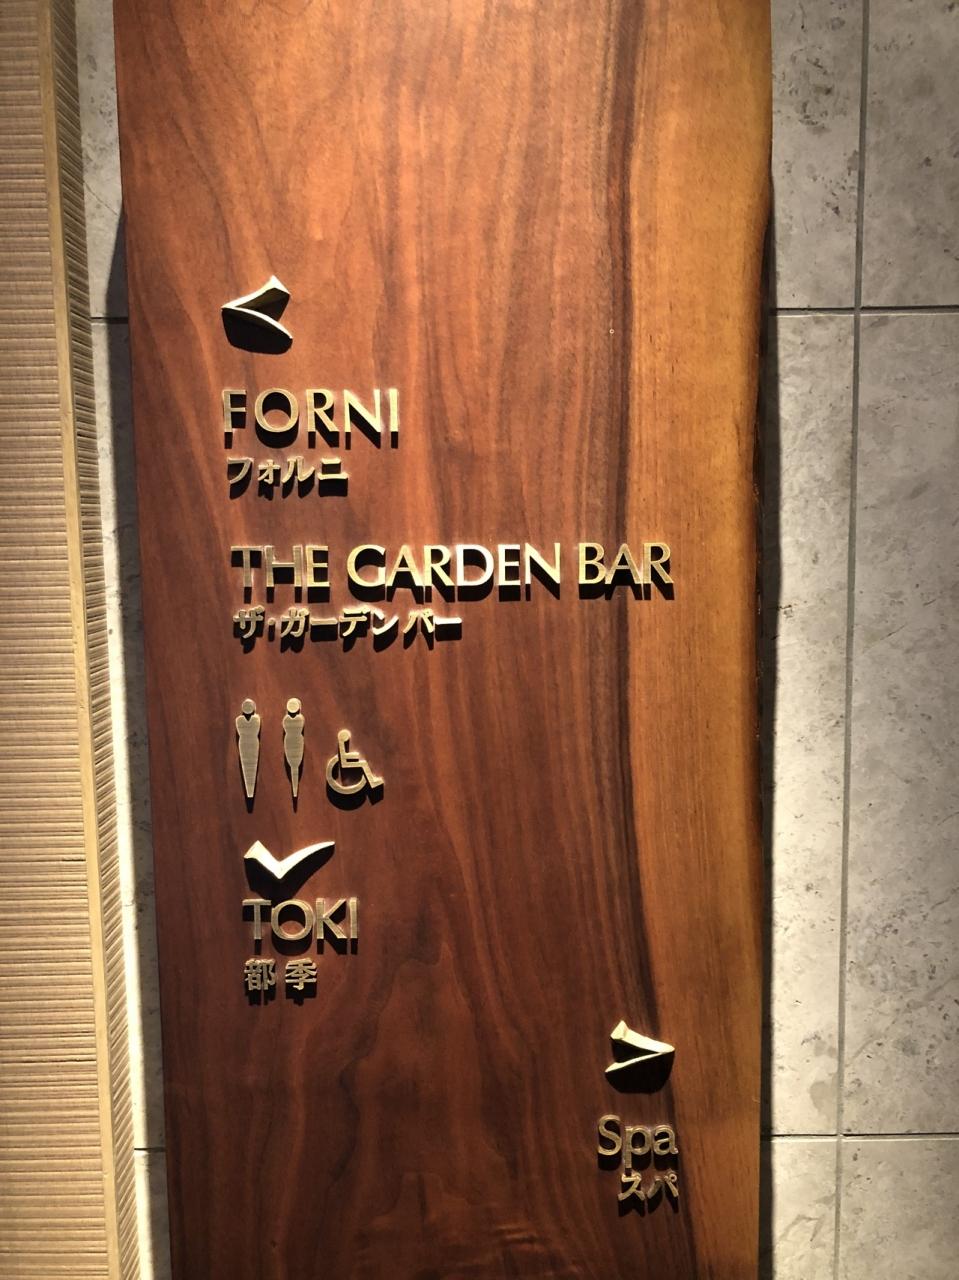 FORNI
フォルニ
THE GARDEN BAR
ザ・ガーデンバー
TOKI
都季
Spa
スパ